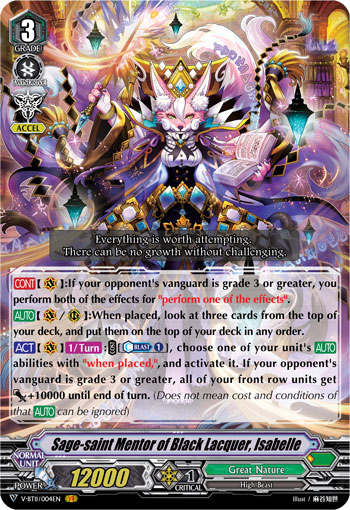 3
GRADE
TWINDRIVE
ACCEL
Everything is worth attempting.
There can be no growth without challenging.
CONT [ ]:If your opponent's vanguard is grade 3 or greater, you
perform both of the effects for "perform one of the effects".
AUTO [ / ]:When placed, look at three cards from the top of
your deck, and put them on the top of your deck in any order.
ACT [ ] 1/Turn : [ BLAST 1 ], choose one of your unit's AUTO
abilities with "when placed,", and activate it. If your opponent's
vanguard is grade 3 or greater, all of your front row units get
+10000 until end of turn. (Does not mean cost and conditions of
that AUTO can be ignored)
Sage-saint Mentor of Black Lacquer, Isabelle
NORMAL
UNIT
POWER
12000
1
CRITICAL
Great Nature
High Beast
V-BT11/004EN
Illust / 麻谷知世